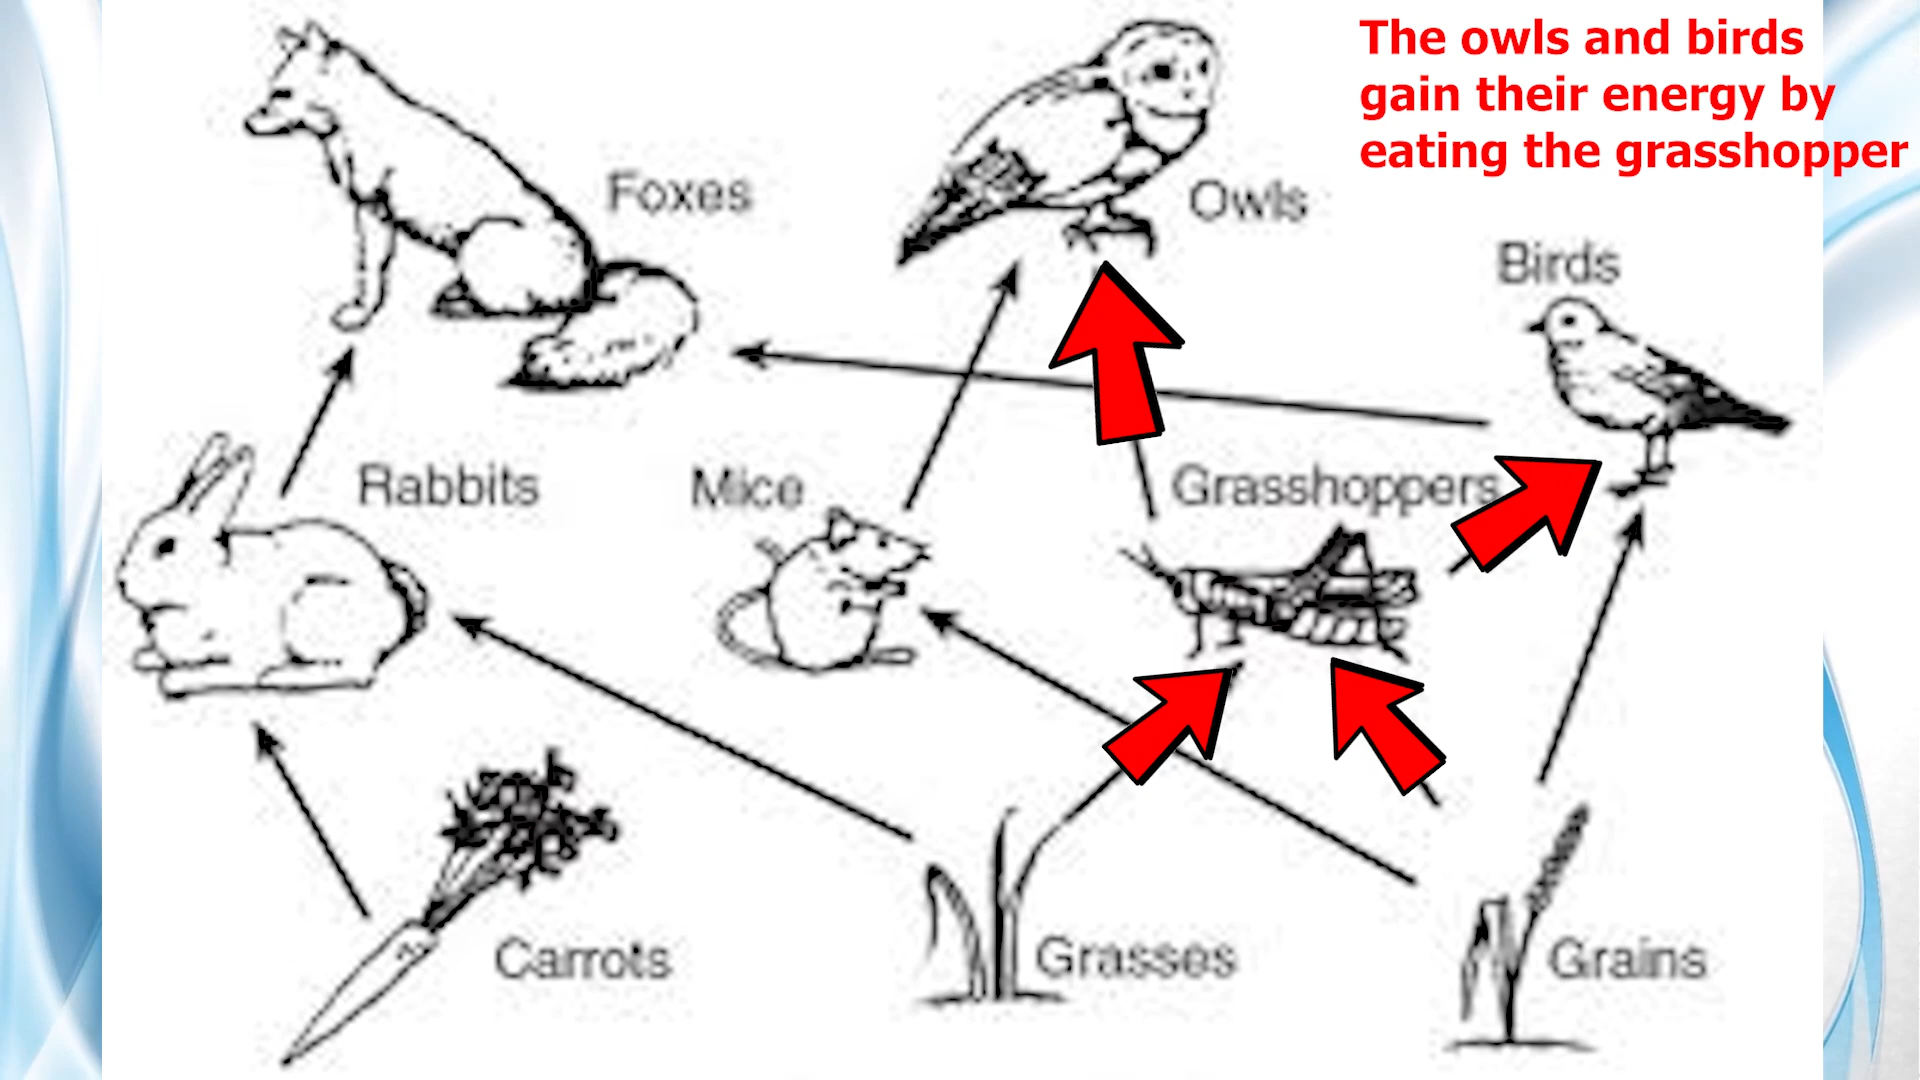 The owls and birds
gain their energy by
eating the grasshopper
Foxes
Owls
Birds
Rabbits
Mice
Grasshoppers
Carrots
Grasses
Grains